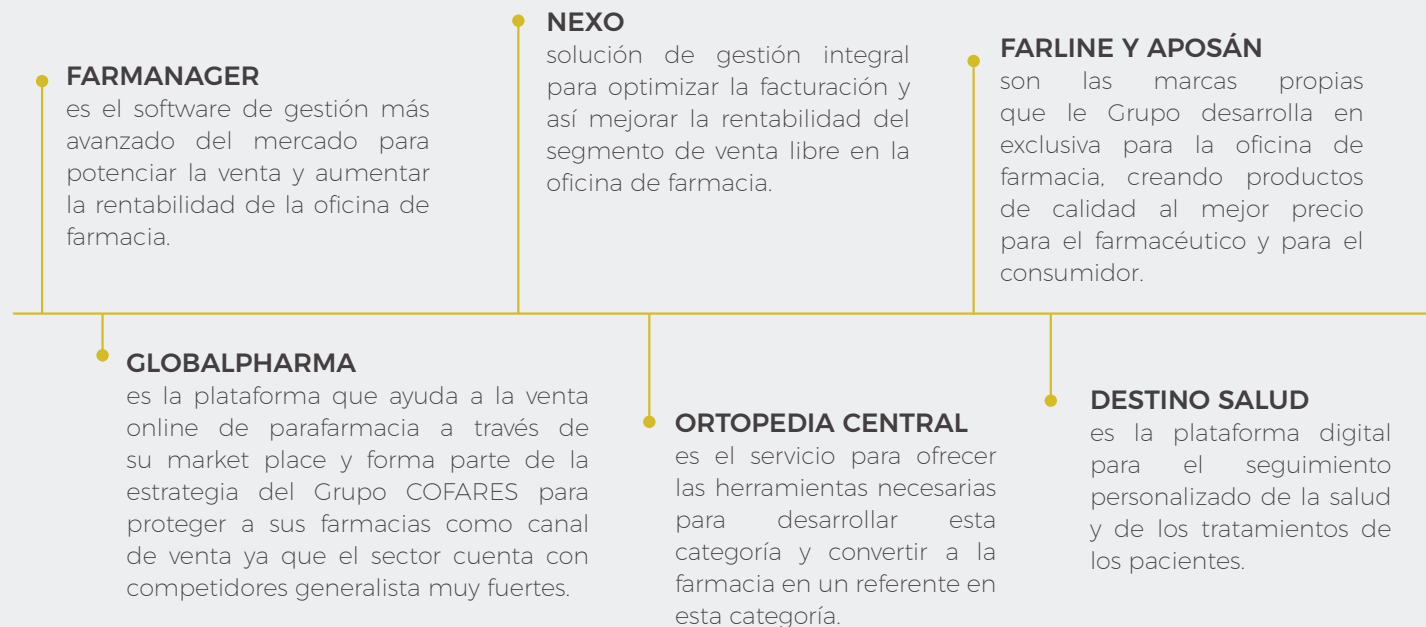 FARMANAGER
es el software de gestión más
avanzado del mercado para
potenciar la venta y aumentar
la rentabilidad de la oficina de
farmacia.
NEXO
solución de gestión integral
para optimizar la facturación y
así mejorar la rentabilidad del
segmento de venta libre en la
oficina de farmacia.
FARLINE Y APOSÁN
son las marcas propias
que le Grupo desarrolla en
exclusiva para la oficina de
farmacia, creando productos
de calidad al mejor precio
para el farmacéutico y para el
consumidor.
GLOBALPHARMA
es la plataforma que ayuda a la venta
online de parafarmacia a través de
su market place y forma parte de la
estrategia del Grupo COFARES para
proteger a sus farmacias como canal
de venta ya que el sector cuenta con
competidores generalista muy fuertes.
ORTOPEDIA CENTRAL
es el servicio para ofrecer
las herramientas necesarias
para desarrollar esta
categoría y convertir a la
farmacia en un referente en
esta categoría.
DESTINO SALUD
es la plataforma digital
para el seguimiento
personalizado de la salud
y de los tratamientos de
los pacientes.